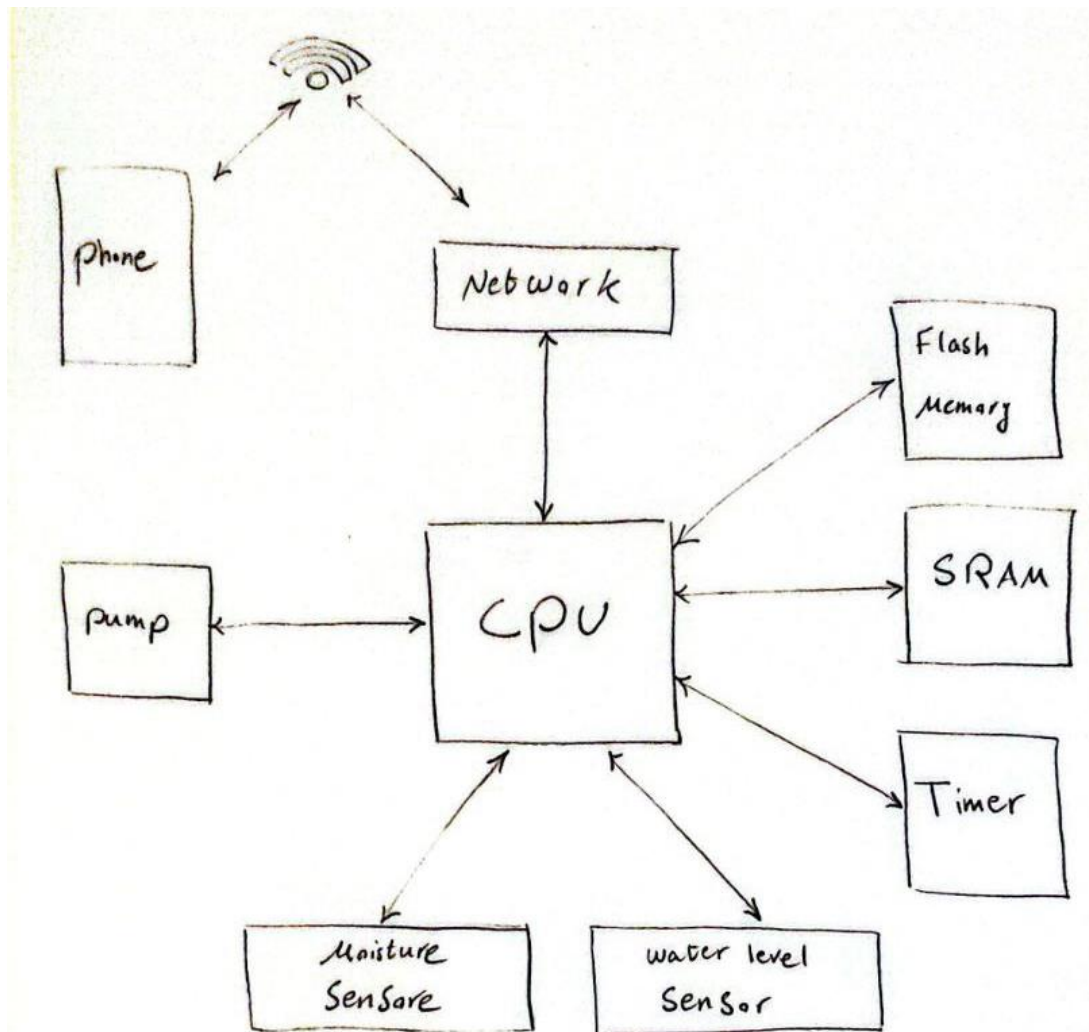 phone
Network
Flash
Memory
pump
CPU
SRAM
Timer
Moisture
Sensore
water level
Sensor